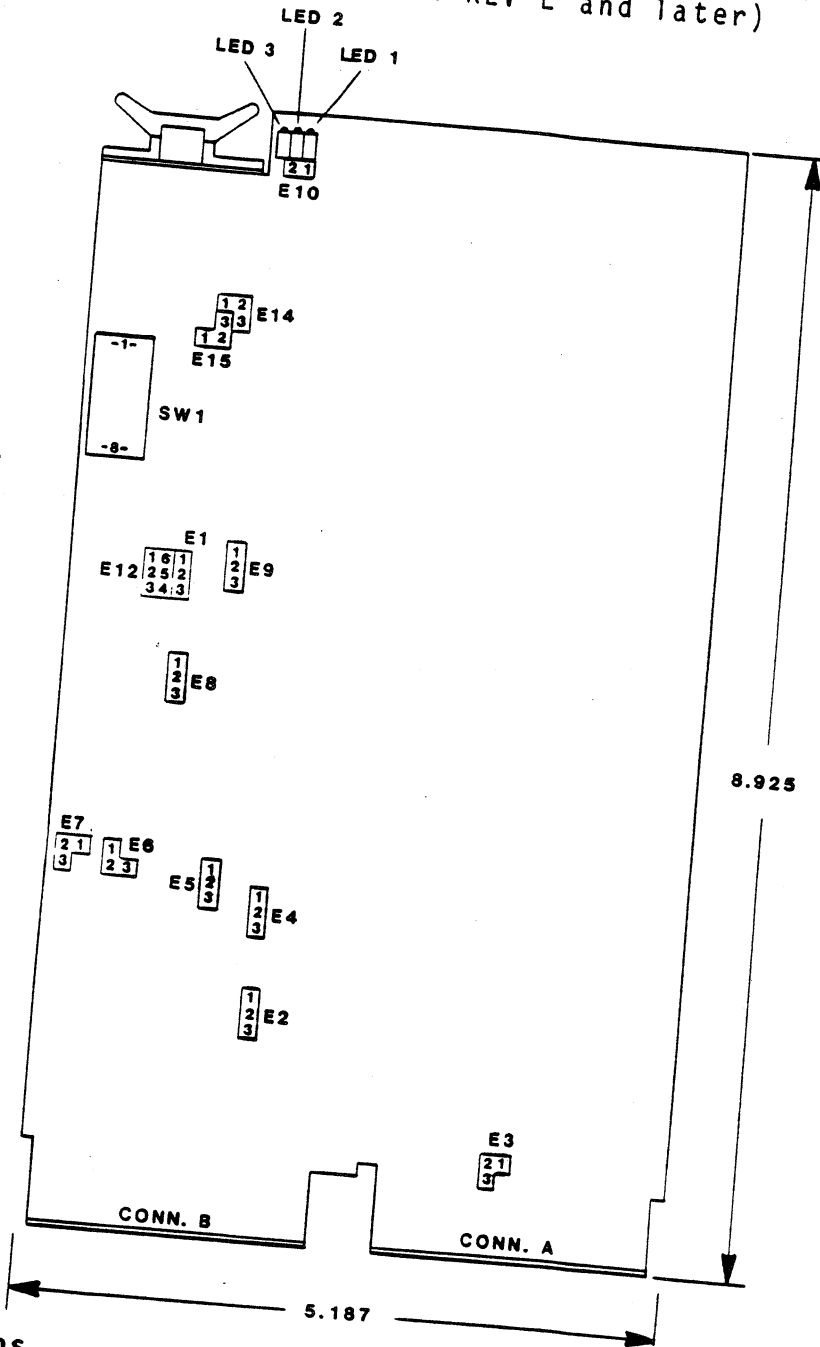 and later)
LED 2
LED 3
LED 1
2 1
E10
1 2
3 3
E14
1 2
E15
-1-
SW1
-8-
E1
1 6 1
E12 2 5 2
3 4 3
1
2 E9
3
1
2 E8
3
E7
2 1
3
E6
1
2 3
1
E5 2
3
1
2 E4
3
1
2 E2
3
8.925
E3
2 1
3
CONN. B
CONN. A
5.187